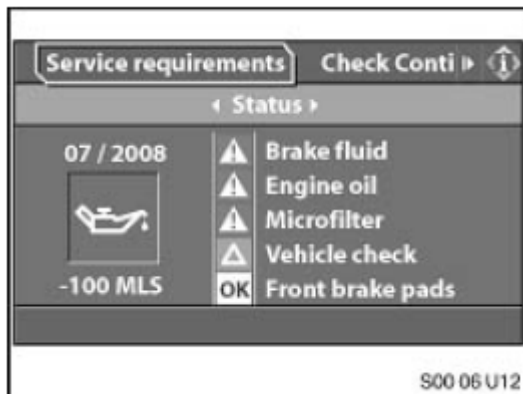 Service requirements Check Conti
Status
07 / 2008
Brake fluid
Engine oil
Microfilter
Vehicle check
-100 MLS
OK Front brake pads
S00 06 U12